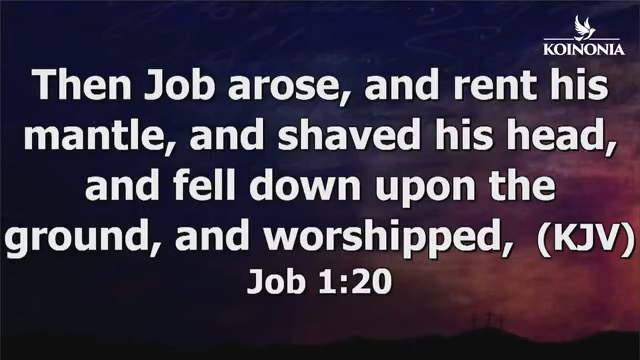 KOINONIA
Then Job arose, and rent his
mantle, and shaved his head,
and fell down upon the
ground, and worshipped, (KJV)
Job 1:20